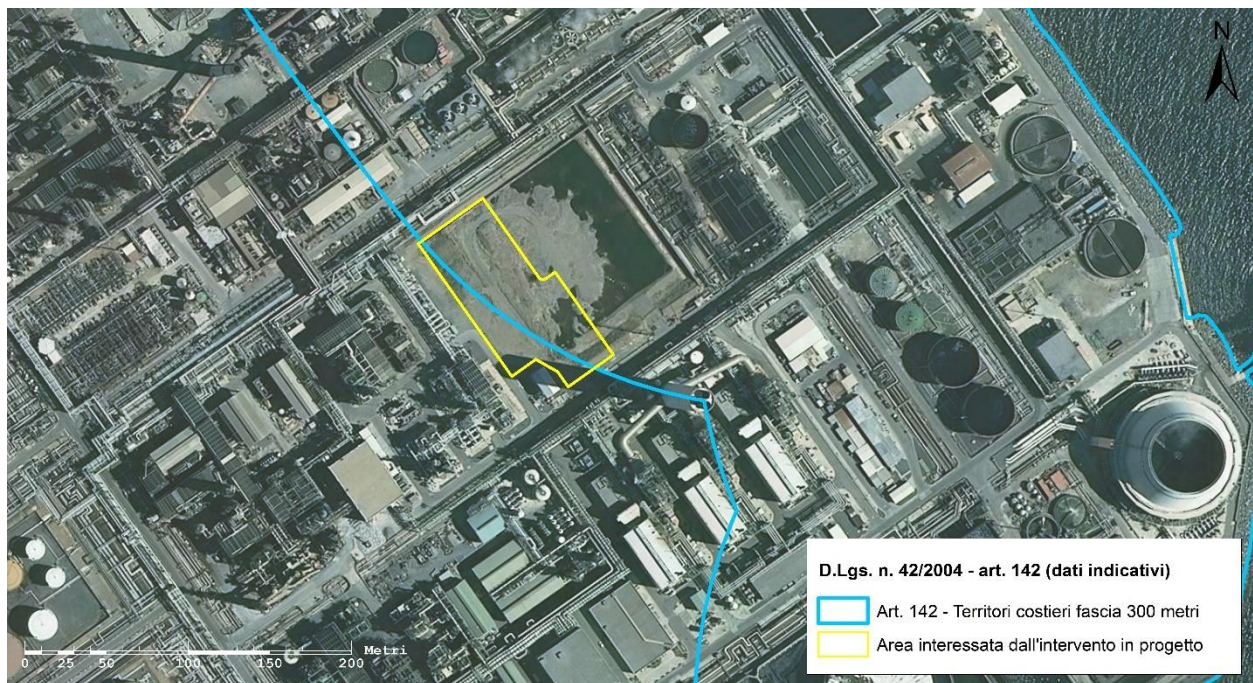 N
D.Lgs. n. 42/2004 - art. 142 (dati indicativi)
Art. 142 - Territori costieri fascia 300 metri
Area interessata dall'intervento in progetto
Metri
0 25 50 100 150 200